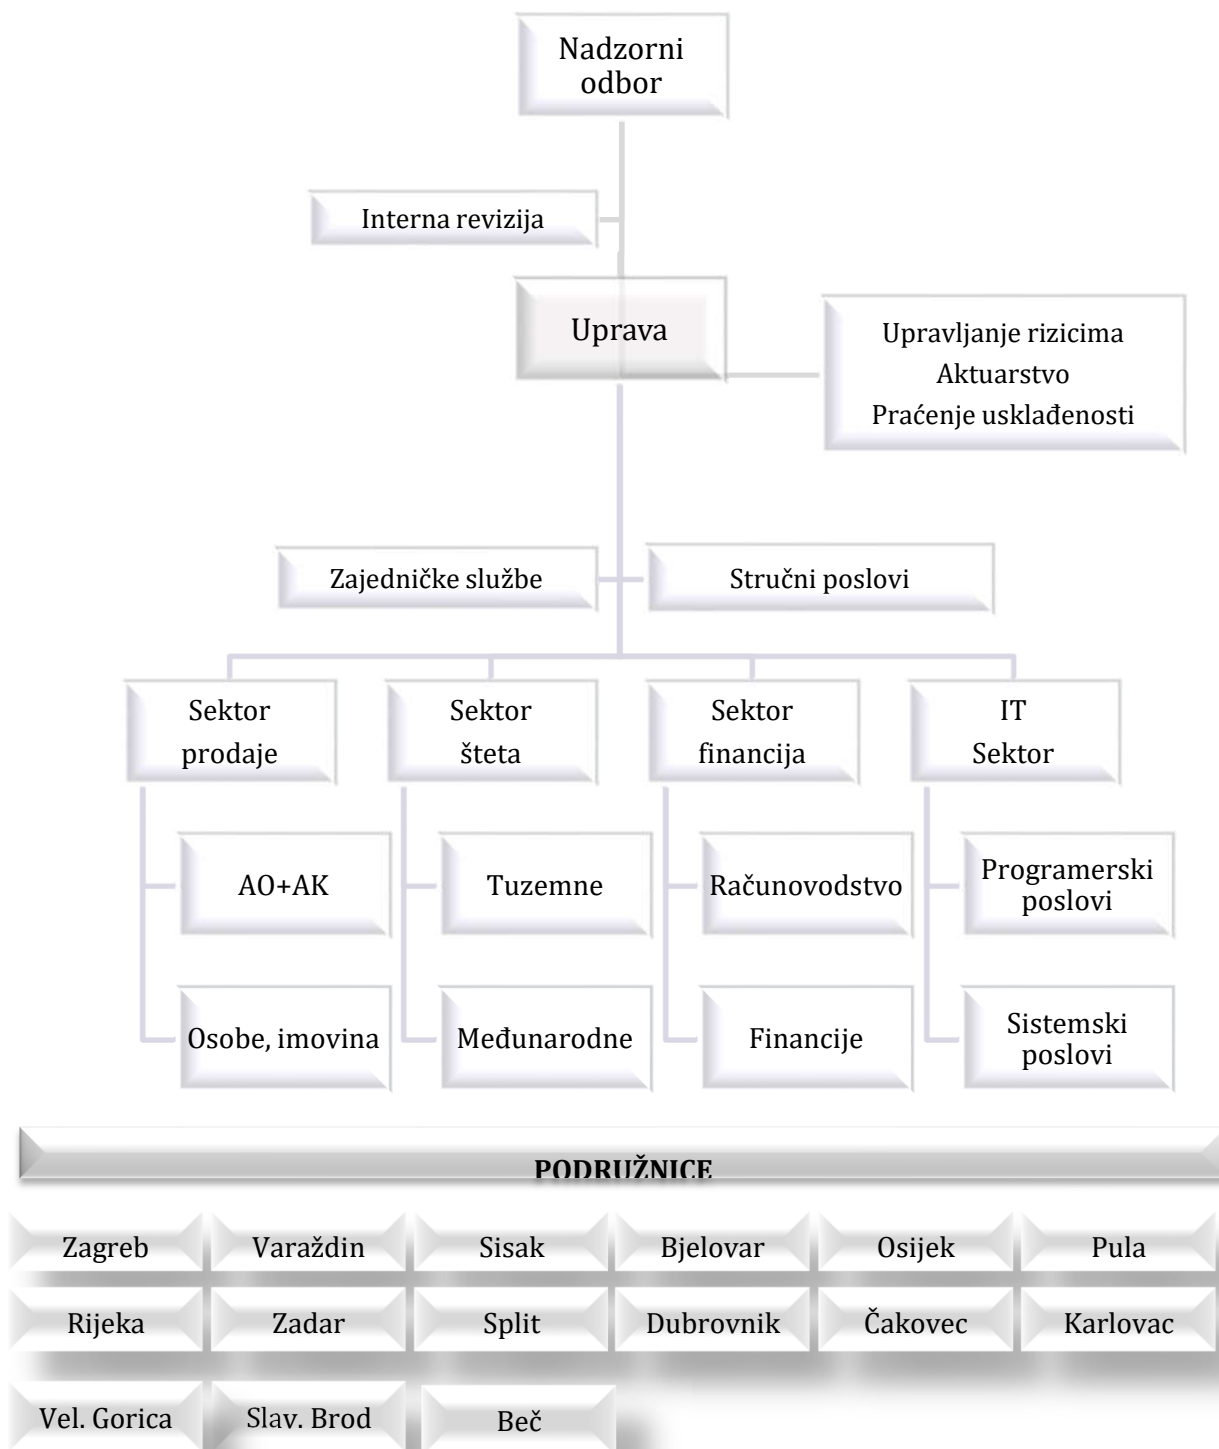 Nadzorni
odbor
Interna revizija
Uprava
Upravljanje rizicima
Aktuarstvo
Praćenje usklađenosti
Zajedničke službe
Stručni poslovi
Sektor
prodaje
Sektor
šteta
Sektor
financija
IT
Sektor
AO+AK
Tuzemne
Računovodstvo
Programerski
poslovi
Osobe, imovina
Međunarodne
Financije
Sistemski
poslovi
PODRUŽNICE
Zagreb
Varaždin
Sisak
Bjelovar
Osijek
Pula
Rijeka
Zadar
Split
Dubrovnik
Čakovec
Karlovac
Vel. Gorica
Slav. Brod
Beč